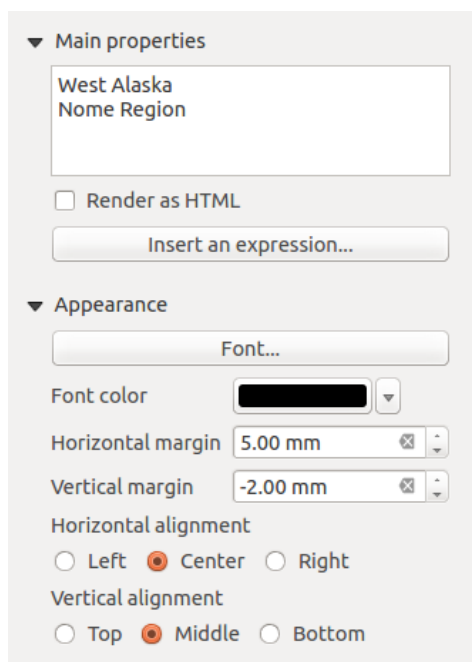 Main properties
West Alaska
Nome Region
Render as HTML
Insert an expression...
Appearance
Font...
Font color
Horizontal margin 5.00 mm
Vertical margin -2.00 mm
Horizontal alignment
Left Center Right
Vertical alignment
Top Middle Bottom